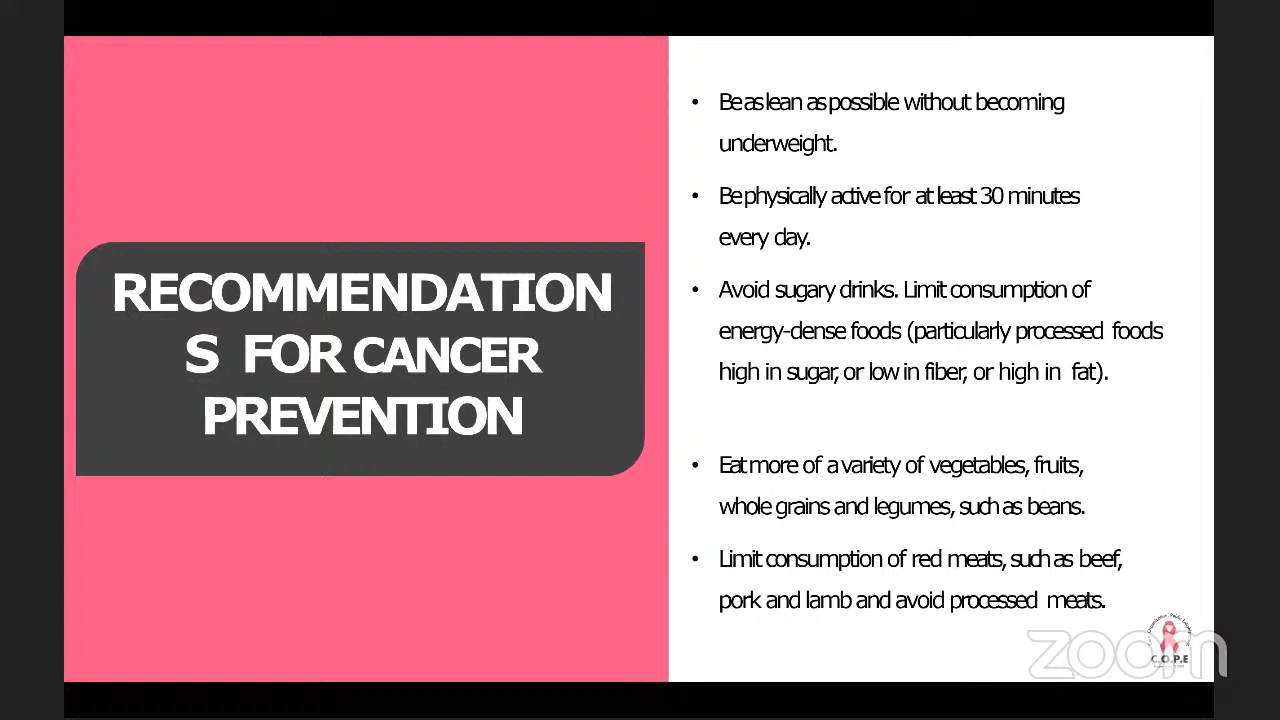 RECOMMENDATION
S FOR CANCER
PREVENTION
• Be as lean as possible without becoming
underweight.
• Be physically active for at least 30 minutes
every day.
• Avoid sugary drinks. Limit consumption of
energy-dense foods (particularly processed foods
high in sugar, or low in fiber, or high in fat).
• Eat more of a variety of vegetables, fruits,
whole grains and legumes, such as beans.
• Limit consumption of red meats, such as beef,
pork and lamb and avoid processed meats.
zoom
C.O.P.E